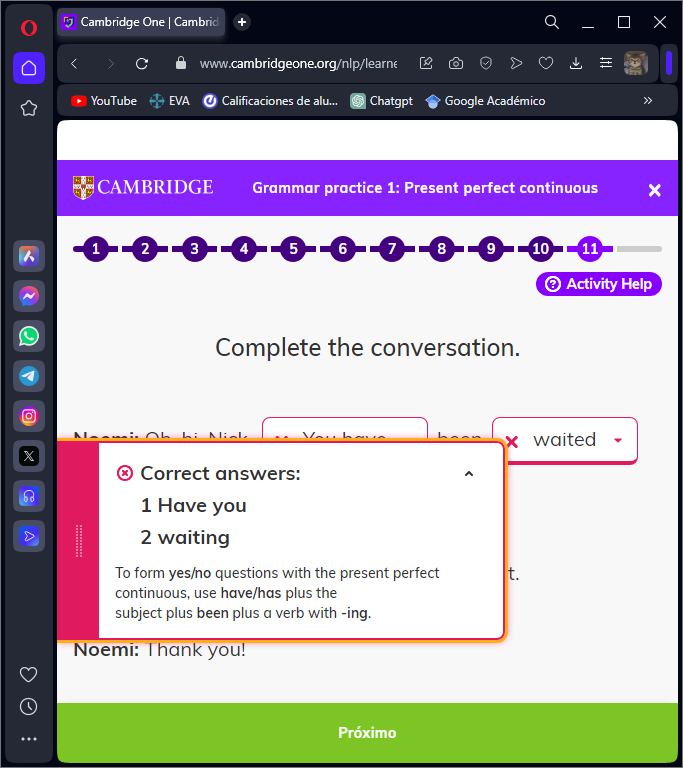 Cambridge One | Cambrid
www.cambridgeone.org/nlp/learne
YouTube EVA Calificaciones de alu... Chatgpt Google Académico »
CAMBRIDGE Grammar practice 1: Present perfect continuous
1 2 3 4 5 6 7 8 9 10 11
Activity Help
Complete the conversation.
Noemi: Oh, hi, Nick. You have been waited
Correct answers:
1 Have you
2 waiting
To form yes/no questions with the present perfect
continuous, use have/has plus the
subject plus been plus a verb with -ing.
t.
Noemi: Thank you!
Próximo